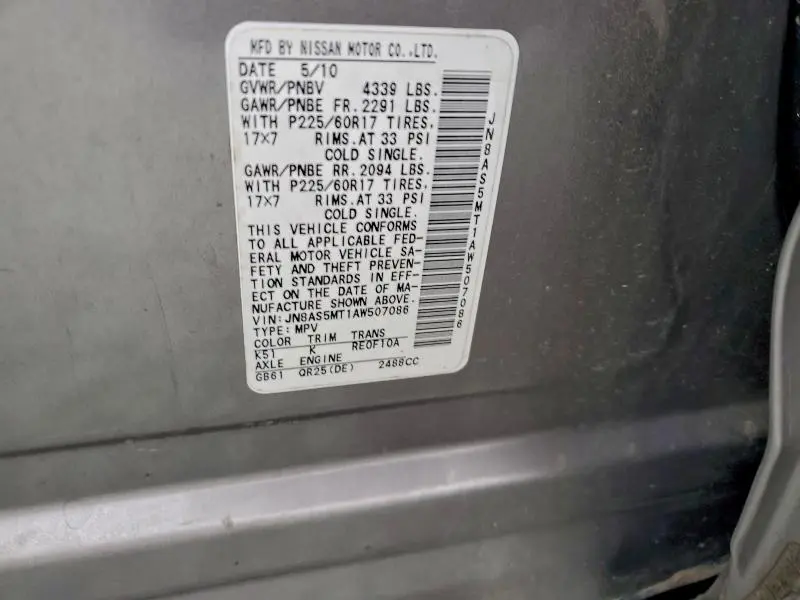 MFD BY NISSAN MOTOR CO.,LTD.
DATE 5/10
GVWR/PNBV 4339 LBS.
GAWR/PNBE FR. 2291 LBS.
WITH P225/60R17 TIRES,
17X7 RIMS.AT 33 PSI
COLD SINGLE.
GAWR/PNBE RR. 2094 LBS.
WITH P225/60R17 TIRES,
17X7 RIMS.AT 33 PSI
COLD SINGLE.
THIS VEHICLE CONFORMS
TO ALL APPLICABLE FED-
ERAL MOTOR VEHICLE SA-
FETY AND THEFT PREVEN-
TION STANDARDS IN EFF-
ECT ON THE DATE OF MA-
NUFACTURE SHOWN ABOVE.
VIN: JN8AS5MT1AW507086
TYPE: MPV
COLOR TRIM TRANS
K51 K RE0F10A
AXLE ENGINE
GB61 QR25(DE) 2488CC
JN8AS5MT1AW507086